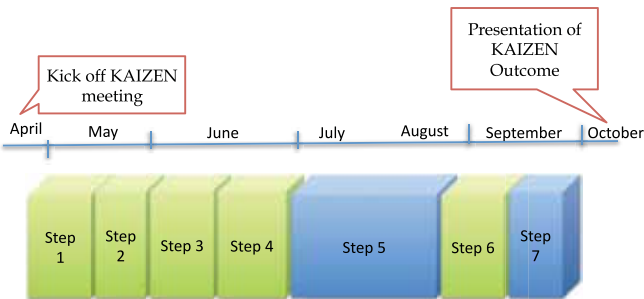 Presentation of
KAIZEN
Outcome
Kick off KAIZEN
meeting
April
May
June
July
August
September
October
Step
1
Step
2
Step 3
Step 4
Step 5
Step 6
Step
7